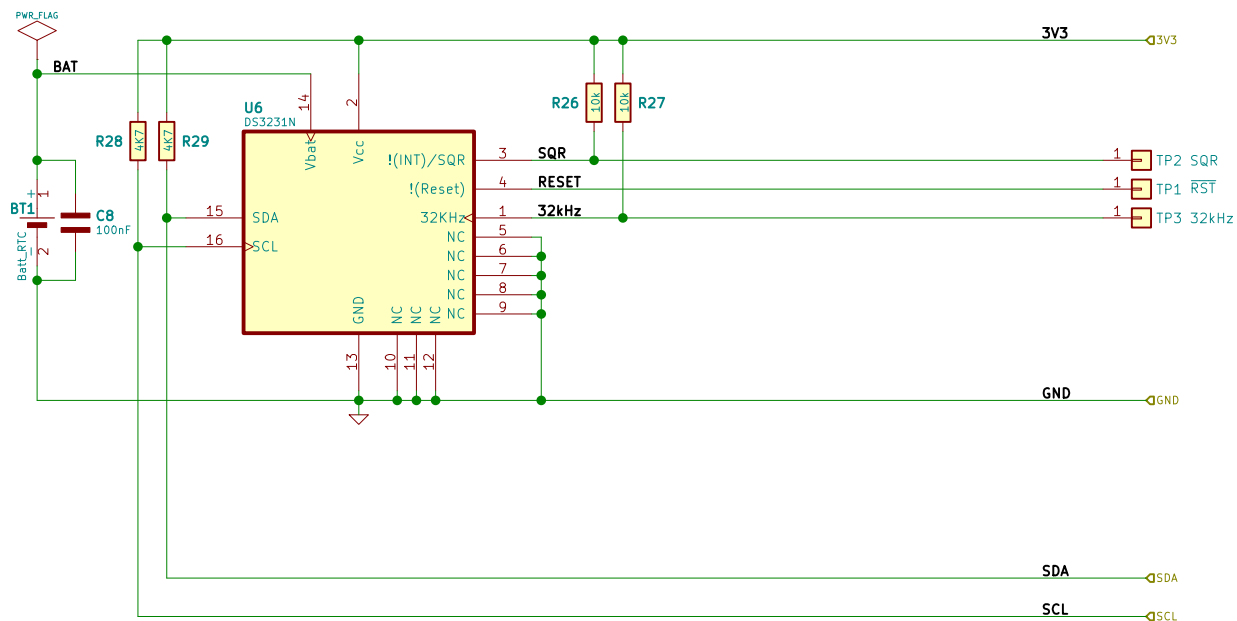 PWR_FLAG
BAT
3V3
3V3
U6
DS3231N
14
2
R26
10k
10k
R27
R28
4K7
4K7
R29
Vbat
Vcc
!(INT)/SQR
3
SQR
1
TP2 SQR
!(Reset)
4
RESET
1
TP1 RST
32KHz
1
32kHz
1
TP3 32kHz
15
SDA
16
SCL
BT1
Batt_RTC
+
1
-
2
C8
100nF
NC
5
NC
6
NC
7
NC
8
NC
9
GND
NC
NC
NC
13
10
11
12
GND
GND
SDA
SDA
SCL
SCL